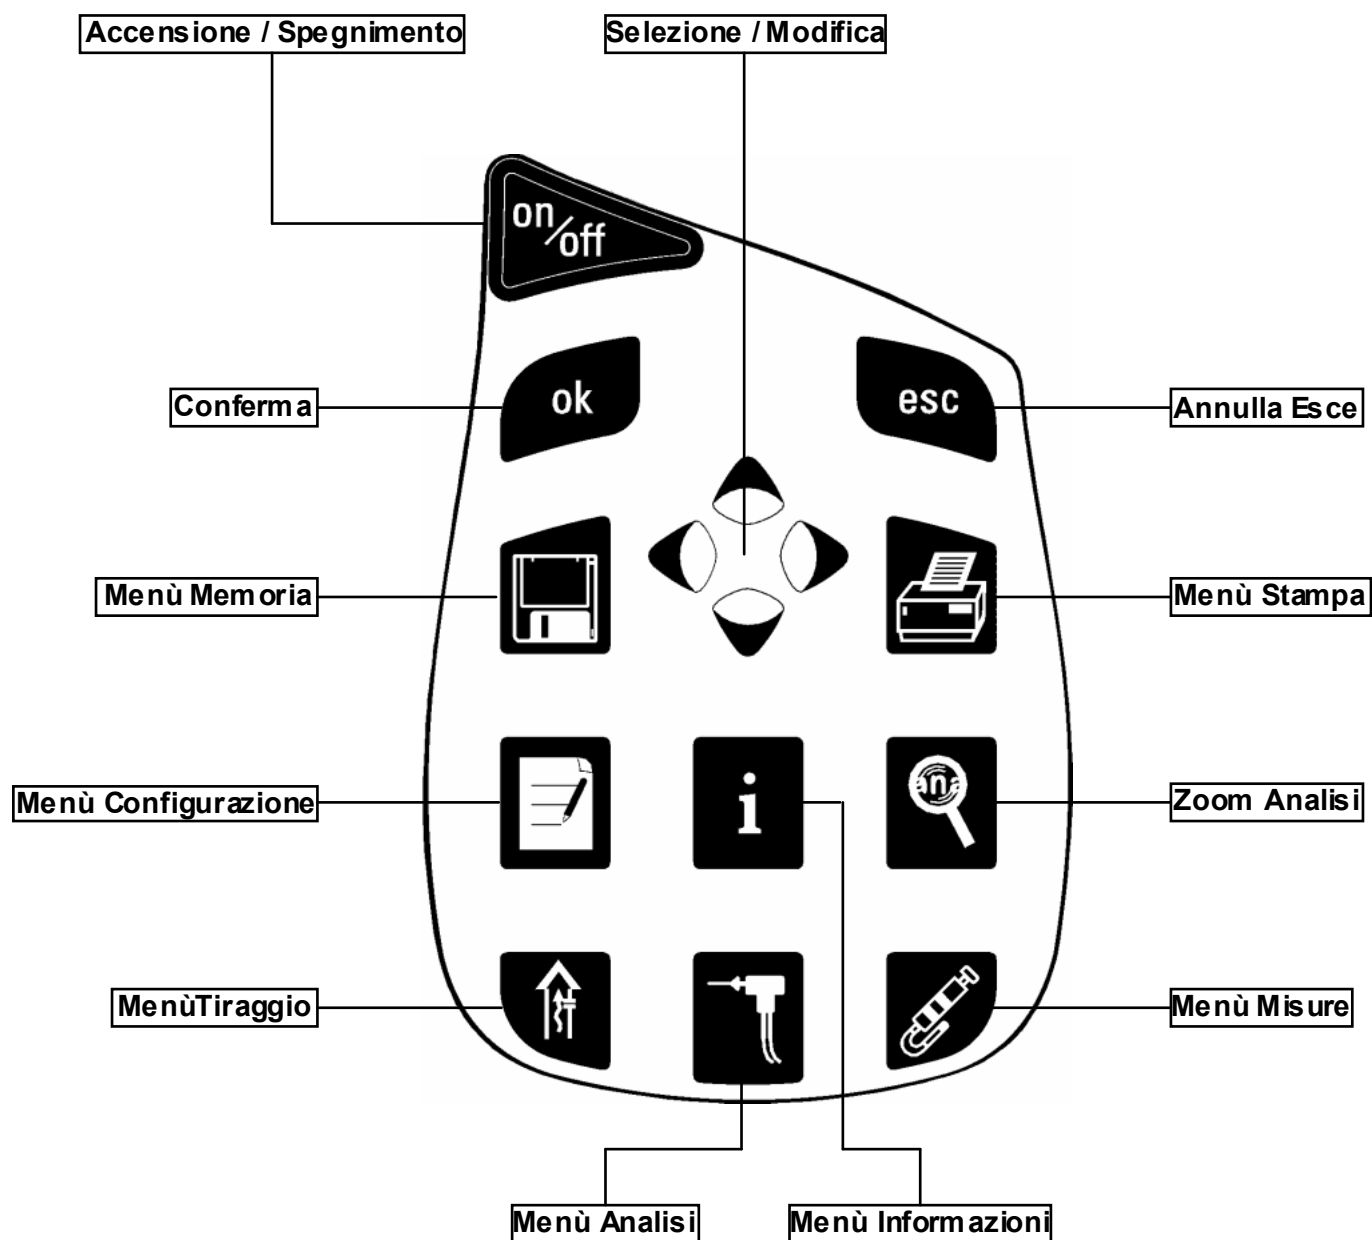 Accensione / Spegnimento
Selezione / Modifica
on/off
Conferma
ok
esc
Annulla Esce
Menù Memoria
Menù Stampa
Menù Configurazione
i
ana
Zoom Analisi
MenùTiraggio
Menù Misure
Menù Analisi
Menù Informazioni